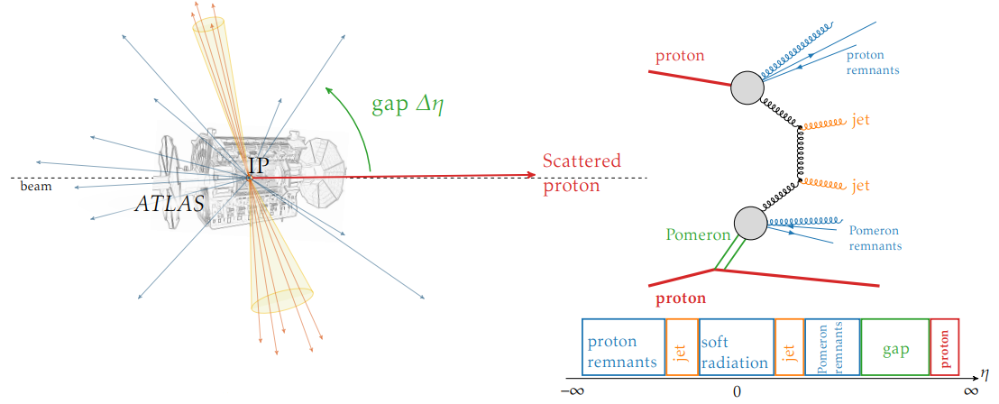 gap Δη
IP
Scattered
proton
beam
ATLAS
proton
proton
remnants
jet
jet
Pomeron
Pomeron
remnants
proton
proton
remnants
jet
soft
radiation
jet
Pomeron
remnants
gap
proton
η
−∞
0
∞